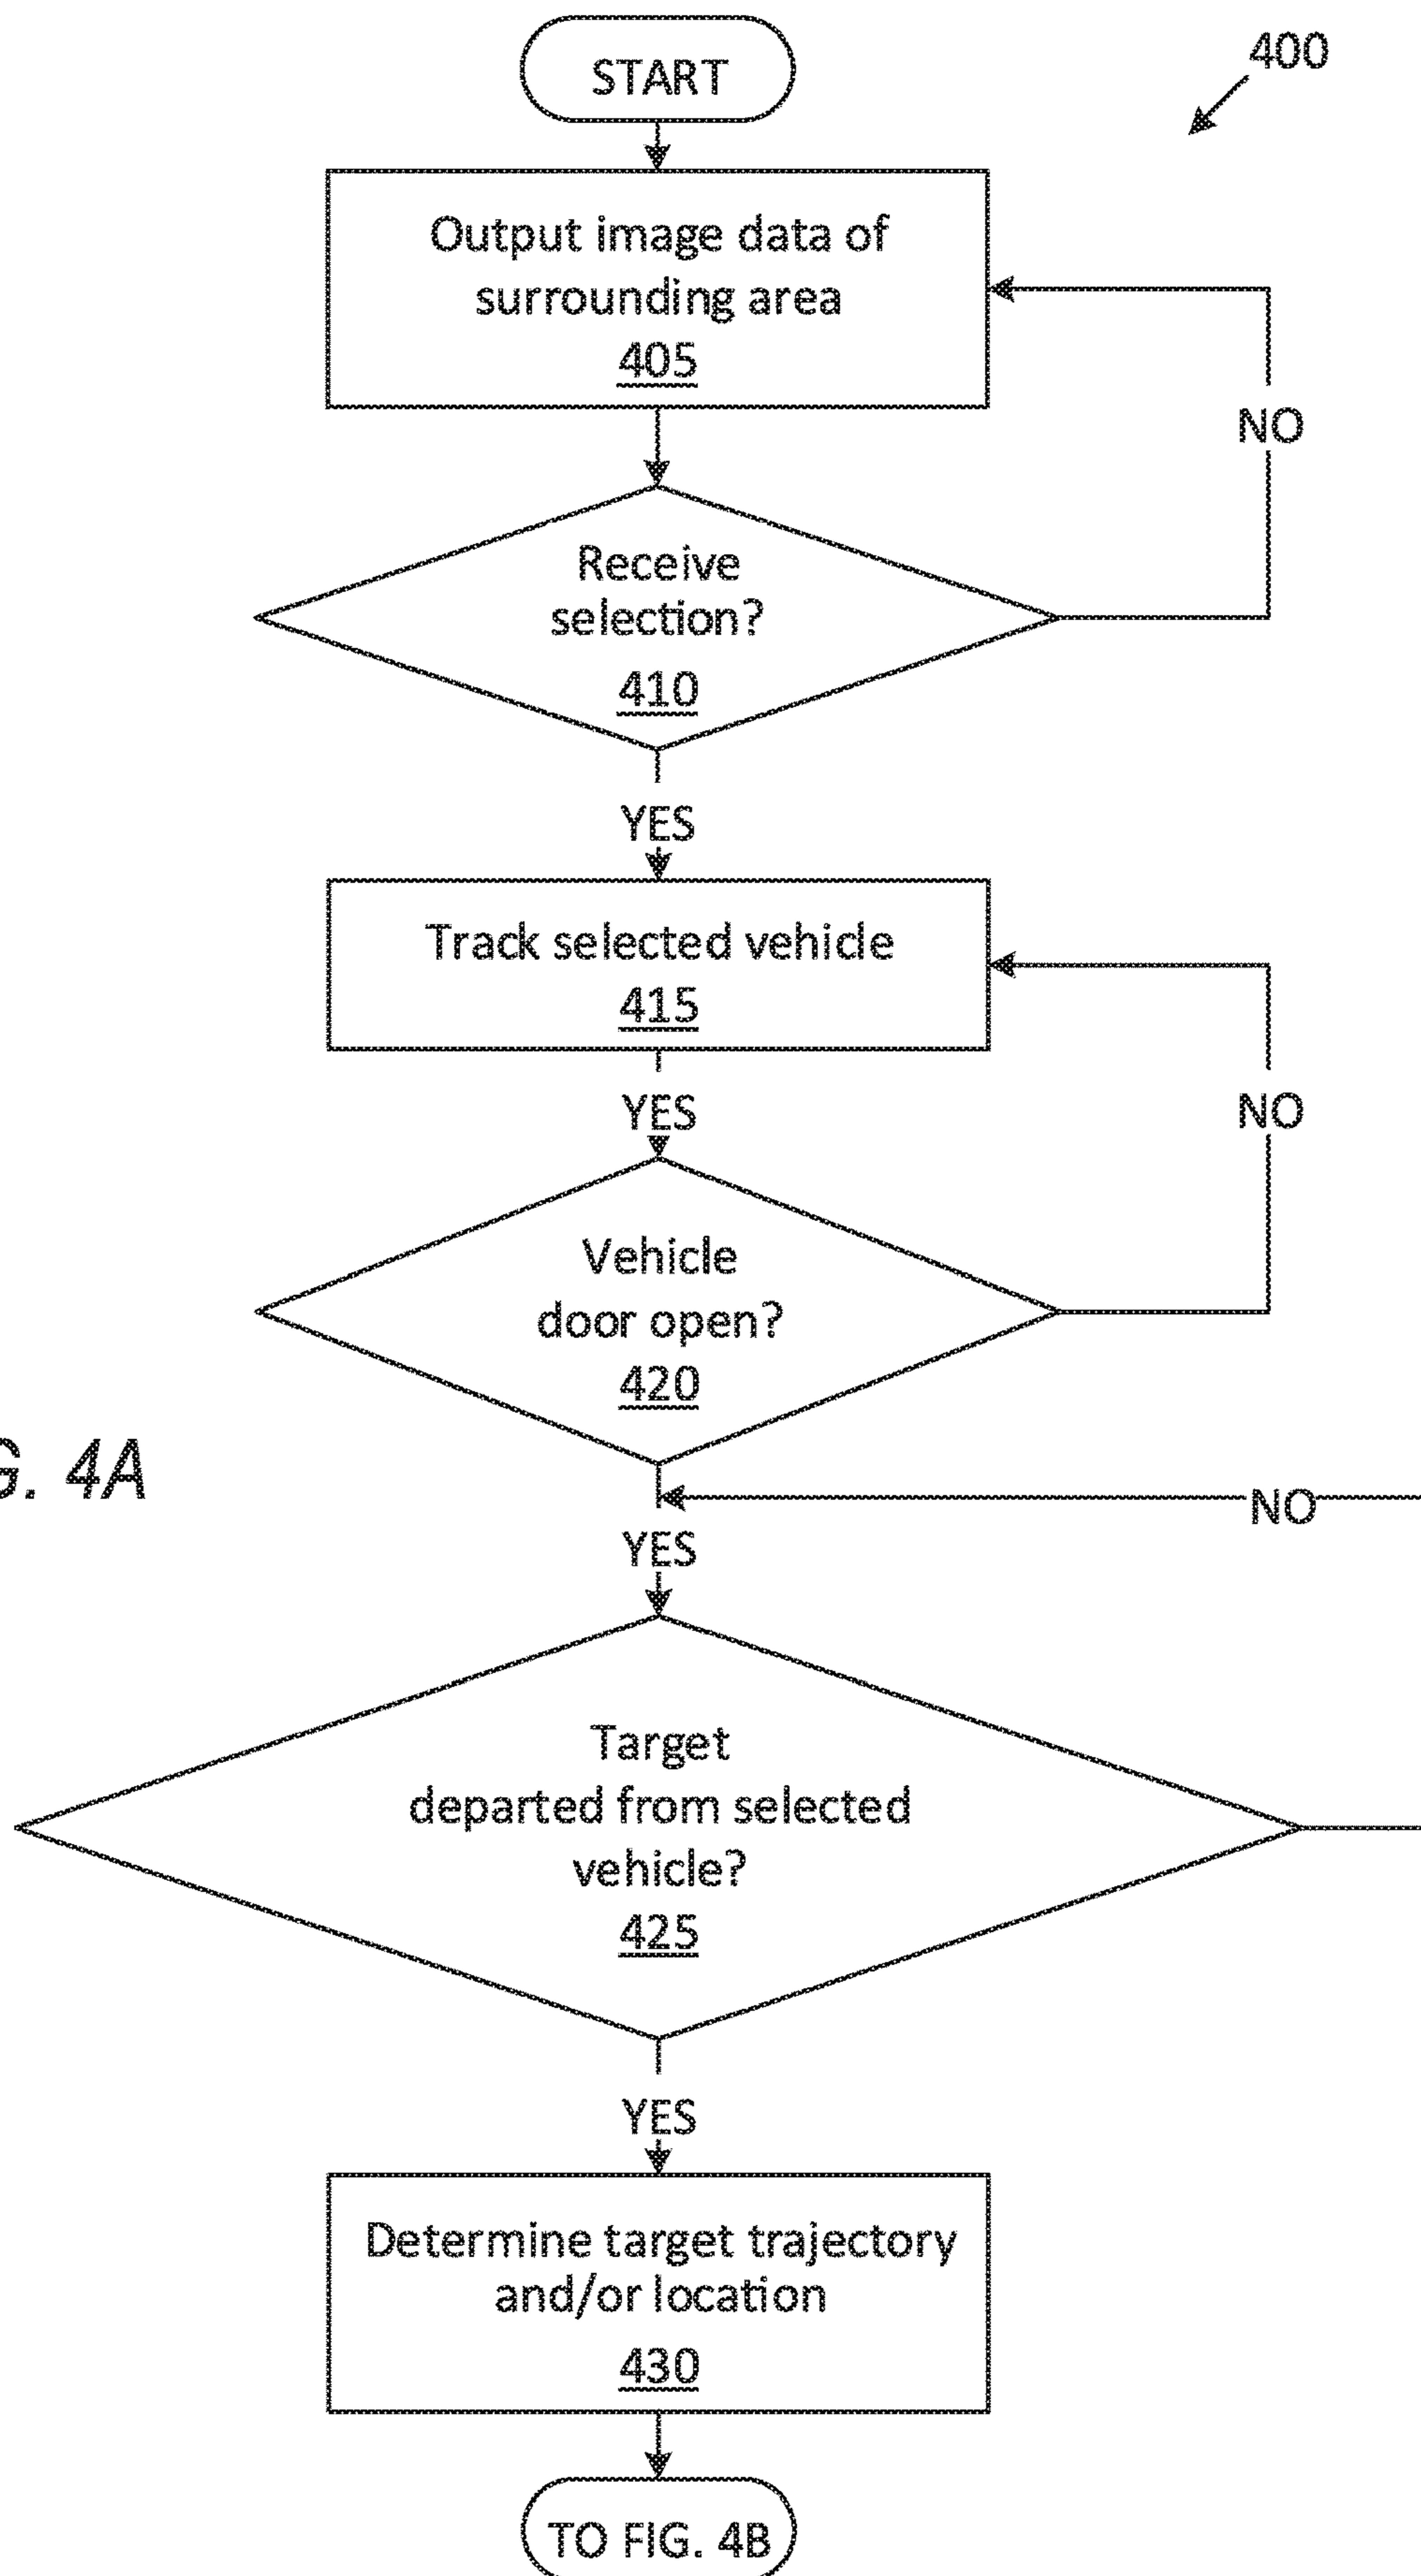 START
400
Output image data of
surrounding area
405
NO
Receive
selection?
410
YES
Track selected vehicle
415
YES
NO
Vehicle
door open?
420
G. 4A
NO
YES
Target
departed from selected
vehicle?
425
YES
Determine target trajectory
and/or location
430
TO FIG. 4B